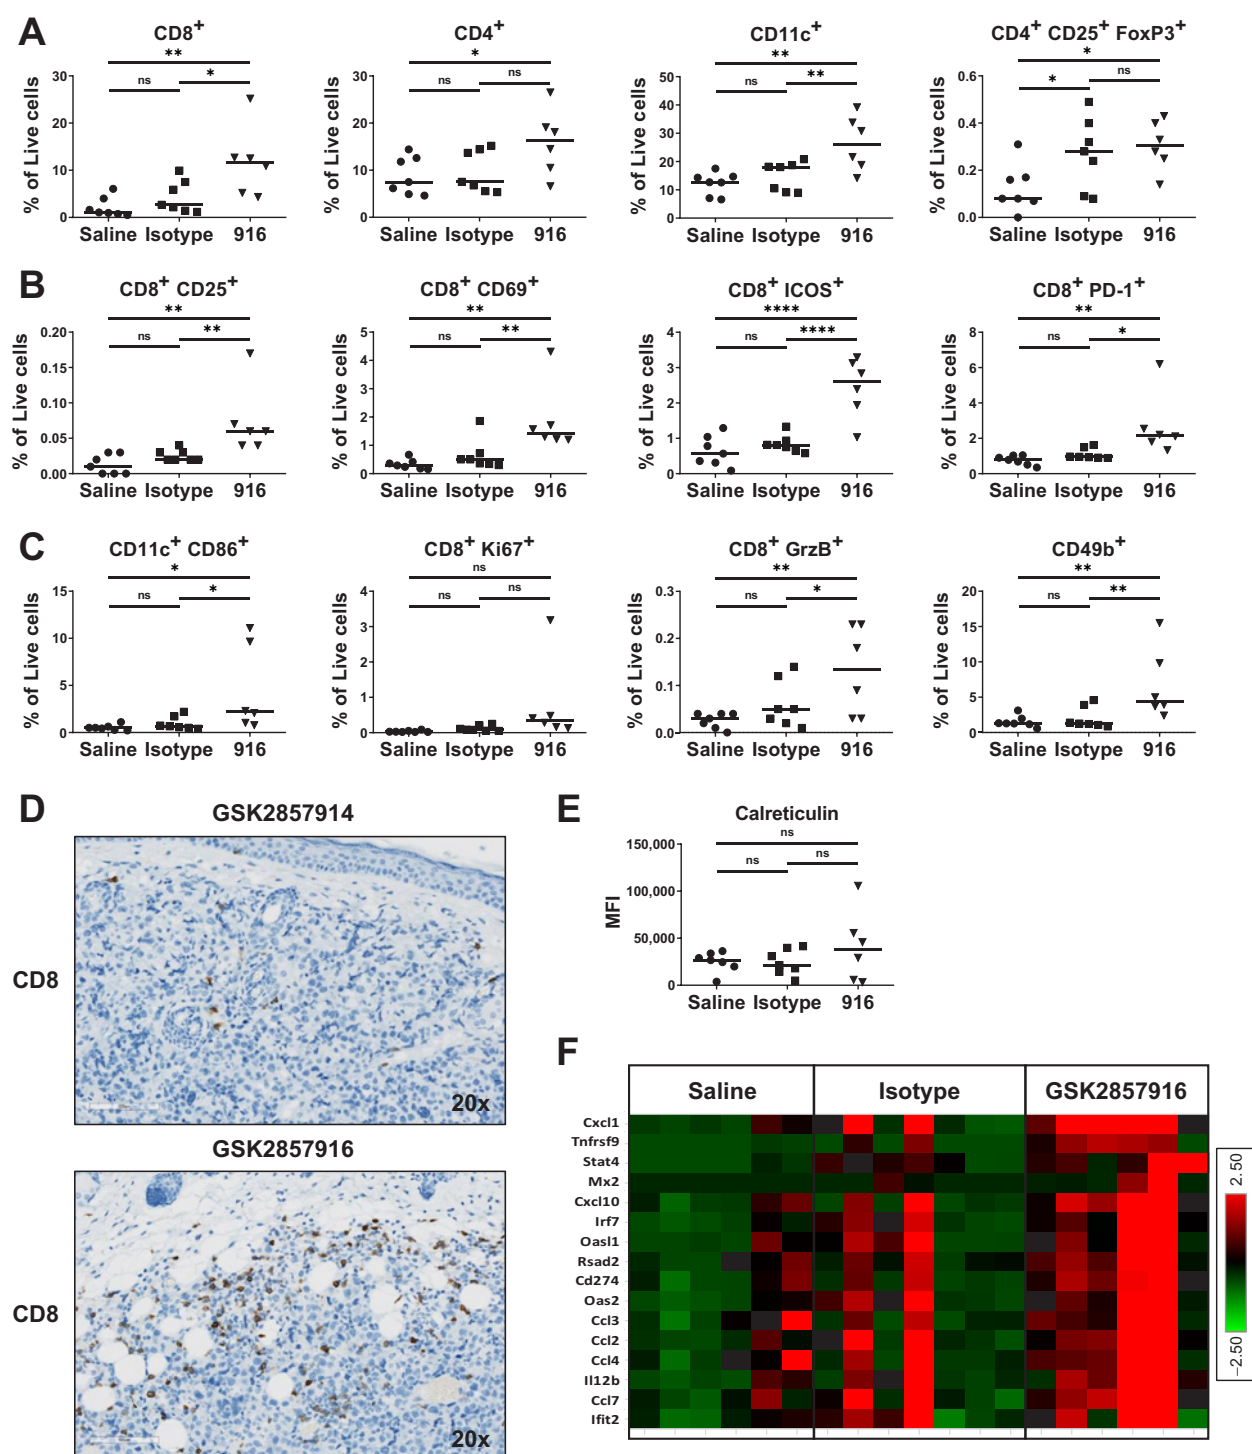 A
CD8+
CD4+
CD11c+
CD4+ CD25+ FoxP3+
**
ns
*
*
ns
ns
**
ns
**
*
*
ns
% of Live cells
30
20
10
0
Saline Isotype 916
% of Live cells
30
20
10
0
Saline Isotype 916
% of Live cells
50
40
30
20
10
0
Saline Isotype 916
% of Live cells
0.6
0.4
0.2
0.0
Saline Isotype 916
B
CD8+ CD25+
CD8+ CD69+
CD8+ ICOS+
CD8+ PD-1+
**
ns
**
**
ns
**
****
ns
****
**
ns
*
% of Live cells
0.20
0.15
0.10
0.05
0.00
Saline Isotype 916
% of Live cells
5
4
3
2
1
0
Saline Isotype 916
% of Live cells
4
3
2
1
0
Saline Isotype 916
% of Live cells
8
6
4
2
0
Saline Isotype 916
C
CD11c+ CD86+
CD8+ Ki67+
CD8+ GrzB+
CD49b+
*
ns
*
ns
ns
ns
**
ns
*
**
ns
**
% of Live cells
15
10
5
0
Saline Isotype 916
% of Live cells
4
3
2
1
0
Saline Isotype 916
% of Live cells
0.3
0.2
0.1
0.0
Saline Isotype 916
% of Live cells
20
15
10
5
0
Saline Isotype 916
D
GSK2857914
CD8
20x
GSK2857916
CD8
20x
E
Calreticulin
ns
ns
ns
MFI
150,000
100,000
50,000
0
Saline Isotype 916
F
Saline Isotype GSK2857916
Cxcl1
Tnfrsf9
Stat4
Mx2
Cxcl10
Irf7
Oasl1
Rsad2
Cd274
Oas2
Ccl3
Ccl2
Ccl4
Il12b
Ccl7
Ifit2
2.50
−2.50